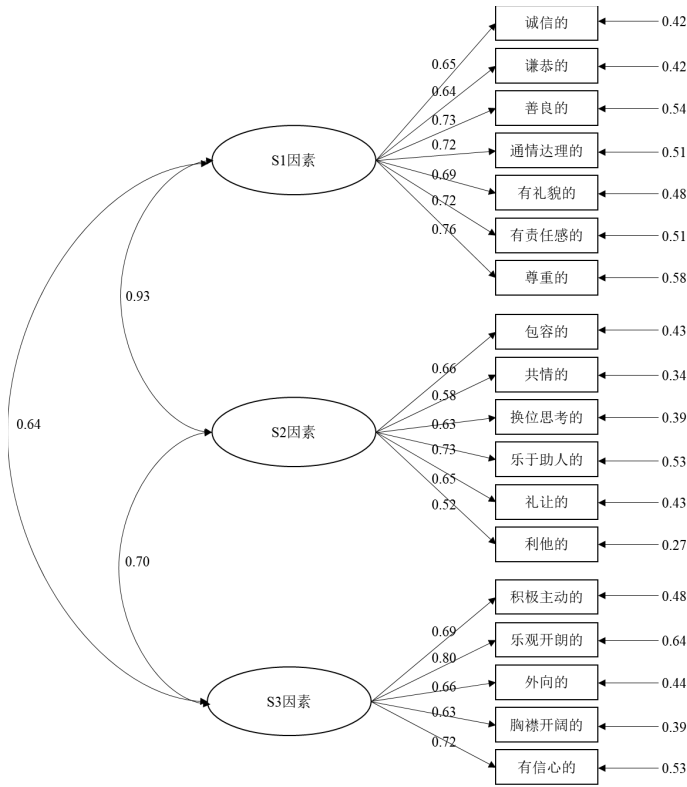 诚信的
0.42
0.65
谦恭的
0.42
0.64
善良的
0.54
0.73
通情达理的
0.51
0.72
S1因素
有礼貌的
0.48
0.69
有责任感的
0.51
0.72
尊重的
0.58
0.76
0.93
包容的
0.43
0.66
共情的
0.34
0.58
换位思考的
0.39
0.63
0.64
S2因素
乐于助人的
0.53
0.73
礼让的
0.43
0.65
利他的
0.27
0.52
0.70
积极主动的
0.48
0.69
乐观开朗的
0.64
0.80
外向的
0.44
0.66
S3因素
胸襟开阔的
0.39
0.63
有信心的
0.53
0.72